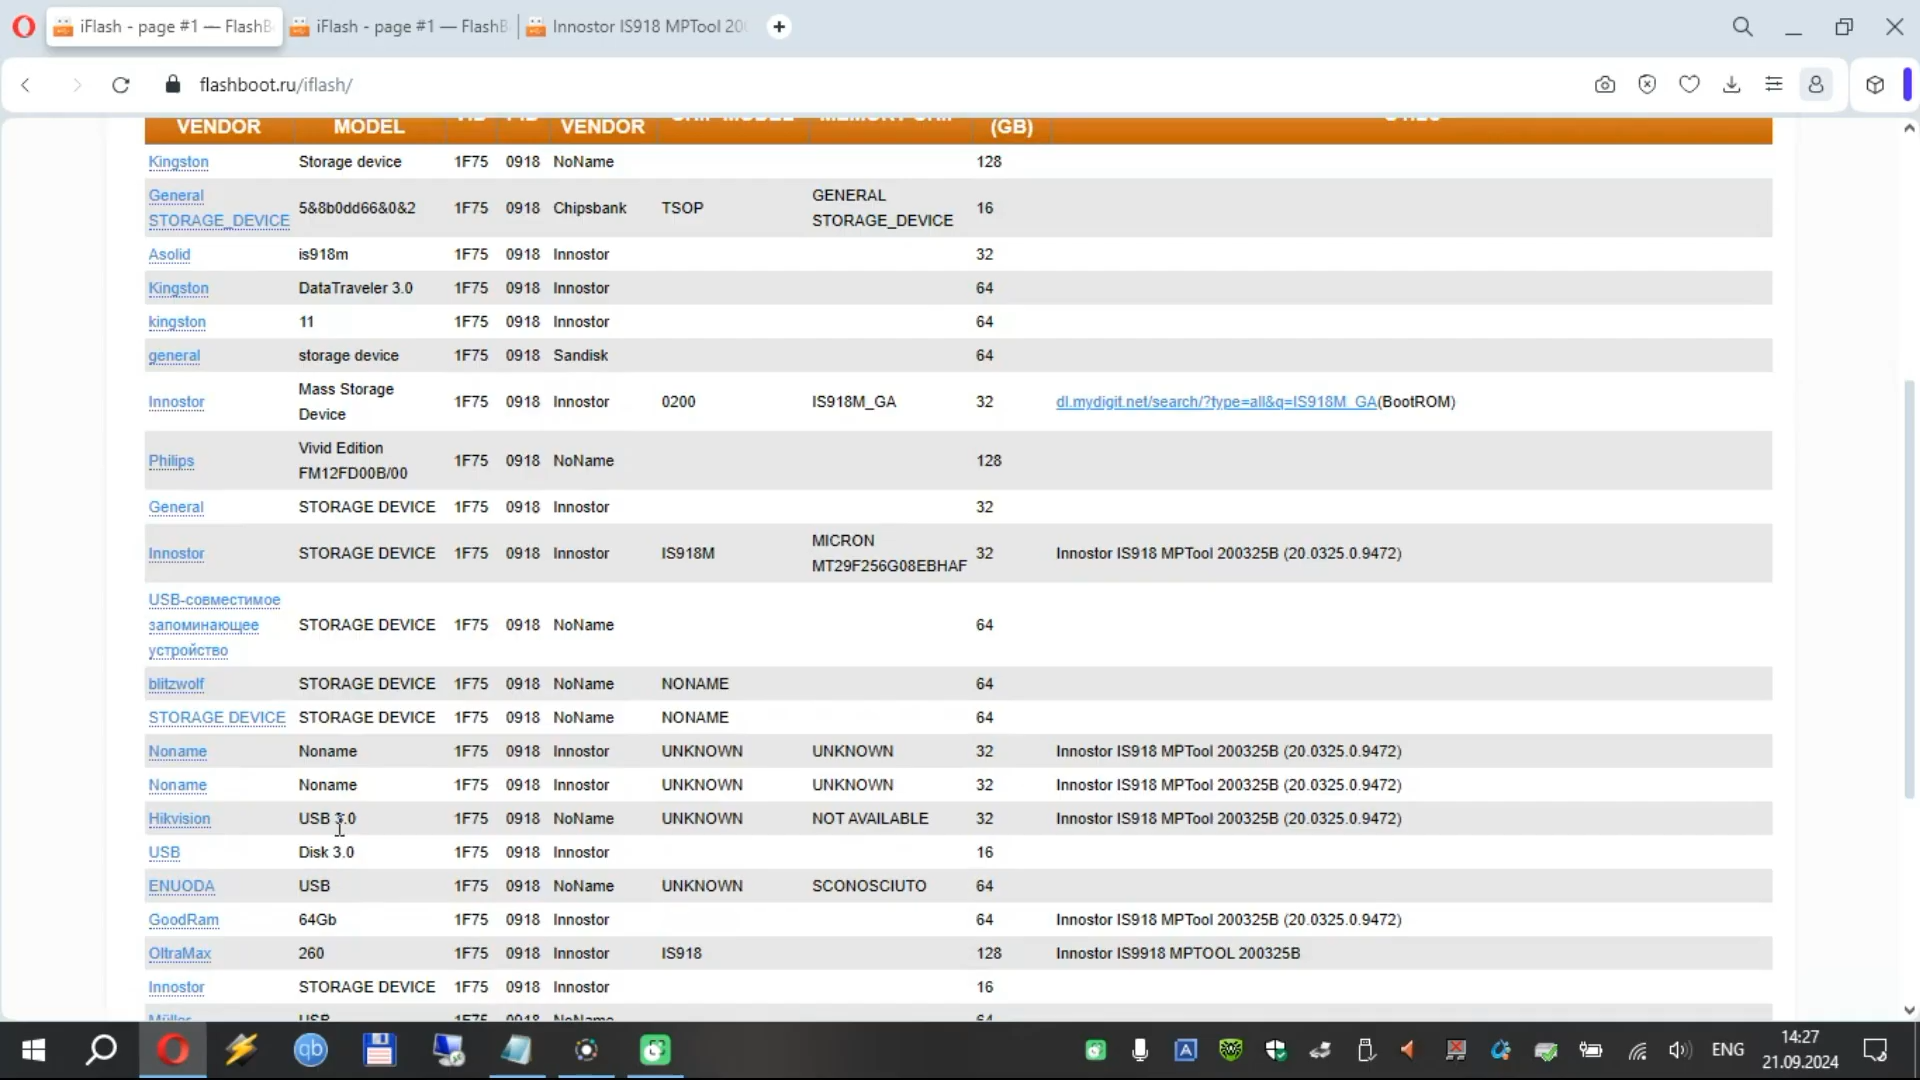 iFlash - page #1 — FlashB
iFlash - page #1 — FlashB
Innostor IS918 MPTool 200
flashboot.ru/iflash/
VENDOR MODEL VENDOR (GB)
Kingston Storage device 1F75 0918 NoName 128
General STORAGE_DEVICE 5&8b0dd66&0&2 1F75 0918 Chipsbank TSOP GENERAL STORAGE_DEVICE 16
Asolid is918m 1F75 0918 Innostor 32
Kingston DataTraveler 3.0 1F75 0918 Innostor 64
kingston 11 1F75 0918 Innostor 64
general storage device 1F75 0918 Sandisk 64
Innostor Mass Storage Device 1F75 0918 Innostor 0200 IS918M_GA 32 dl.mydigit.net/search/?type=all&q=IS918M_GA(BootROM)
Philips Vivid Edition FM12FD00B/00 1F75 0918 NoName 128
General STORAGE DEVICE 1F75 0918 Innostor 32
Innostor STORAGE DEVICE 1F75 0918 Innostor IS918M MICRON MT29F256G08EBHAF 32 Innostor IS918 MPTool 200325B (20.0325.0.9472)
USB-совместимое запоминающее устройство STORAGE DEVICE 1F75 0918 NoName 64
blitzwolf STORAGE DEVICE 1F75 0918 NoName NONAME 64
STORAGE DEVICE STORAGE DEVICE 1F75 0918 NoName NONAME 64
Noname Noname 1F75 0918 Innostor UNKNOWN UNKNOWN 32 Innostor IS918 MPTool 200325B (20.0325.0.9472)
Noname Noname 1F75 0918 Innostor UNKNOWN UNKNOWN 32 Innostor IS918 MPTool 200325B (20.0325.0.9472)
Hikvision USB 3.0 1F75 0918 NoName UNKNOWN NOT AVAILABLE 32 Innostor IS918 MPTool 200325B (20.0325.0.9472)
USB Disk 3.0 1F75 0918 Innostor 16
ENUODA USB 1F75 0918 NoName UNKNOWN SCONOSCIUTO 64
GoodRam 64Gb 1F75 0918 Innostor 64 Innostor IS918 MPTool 200325B (20.0325.0.9472)
OltraMax 260 1F75 0918 Innostor IS918 128 Innostor IS9918 MPTOOL 200325B
Innostor STORAGE DEVICE 1F75 0918 Innostor 16
Müller USB 1F75 0918 NoName 64
qb
A
ENG
14:27
21.09.2024